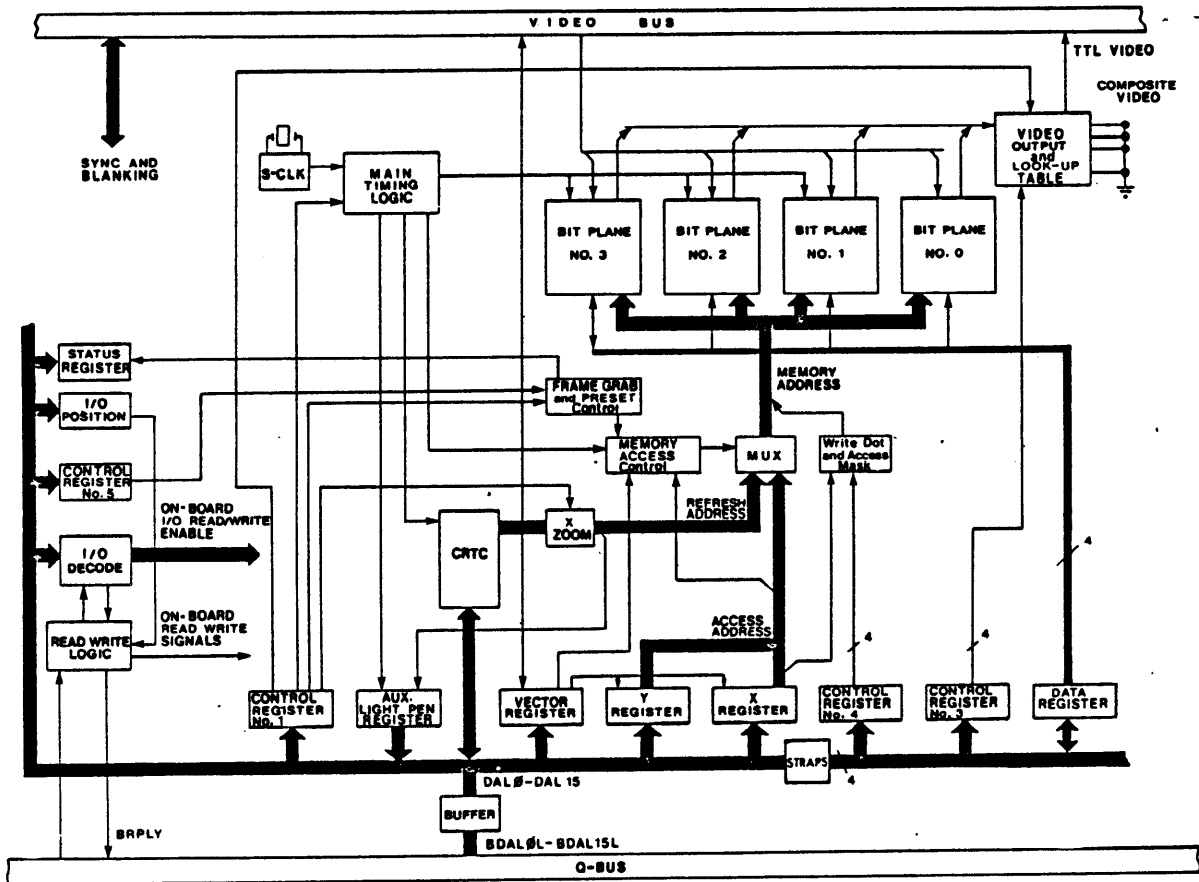 VIDEO BUS
TTL VIDEO
COMPOSITE
VIDEO
SYNC AND
BLANKING
S-CLK
MAIN
TIMING
LOGIC
VIDEO
OUTPUT
and
LOOK-UP
TABLE
BIT PLANE
NO. 3
BIT PLANE
NO. 2
BIT PLANE
NO. 1
BIT PLANE
NO. 0
STATUS
REGISTER
I/O
POSITION
CONTROL
REGISTER
No. 5
FRAME GRAB
and PRESET
Control
MEMORY
ADDRESS
MEMORY
ACCESS
Control
MUX
Write Dot
and Access
Mask
ON-BOARD
I/O READ/WRITE
ENABLE
REFRESH
ADDRESS
X
ZOOM
CRTC
I/O
DECODE
4
ON-BOARD
READ WRITE
SIGNALS
READ WRITE
LOGIC
ACCESS
ADDRESS
4
4
CONTROL
REGISTER
No. 1
AUX.
LIGHT PEN
REGISTER
VECTOR
REGISTER
Y
REGISTER
X
REGISTER
CONTROL
REGISTER
No. 4
CONTROL
REGISTER
No. 3
DATA
REGISTER
STRAPS
4
DALØ-DAL 15
BUFFER
BRPLY
BDALØL-BDAL15L
Q-BUS